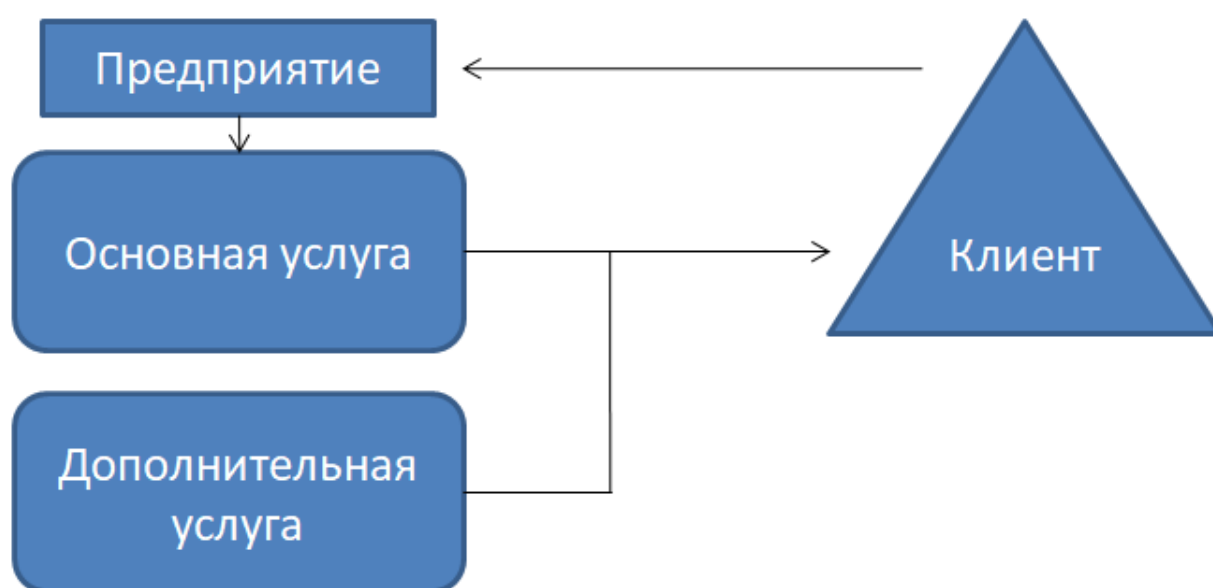 Предприятие
Основная услуга
Клиент
Дополнительная
услуга